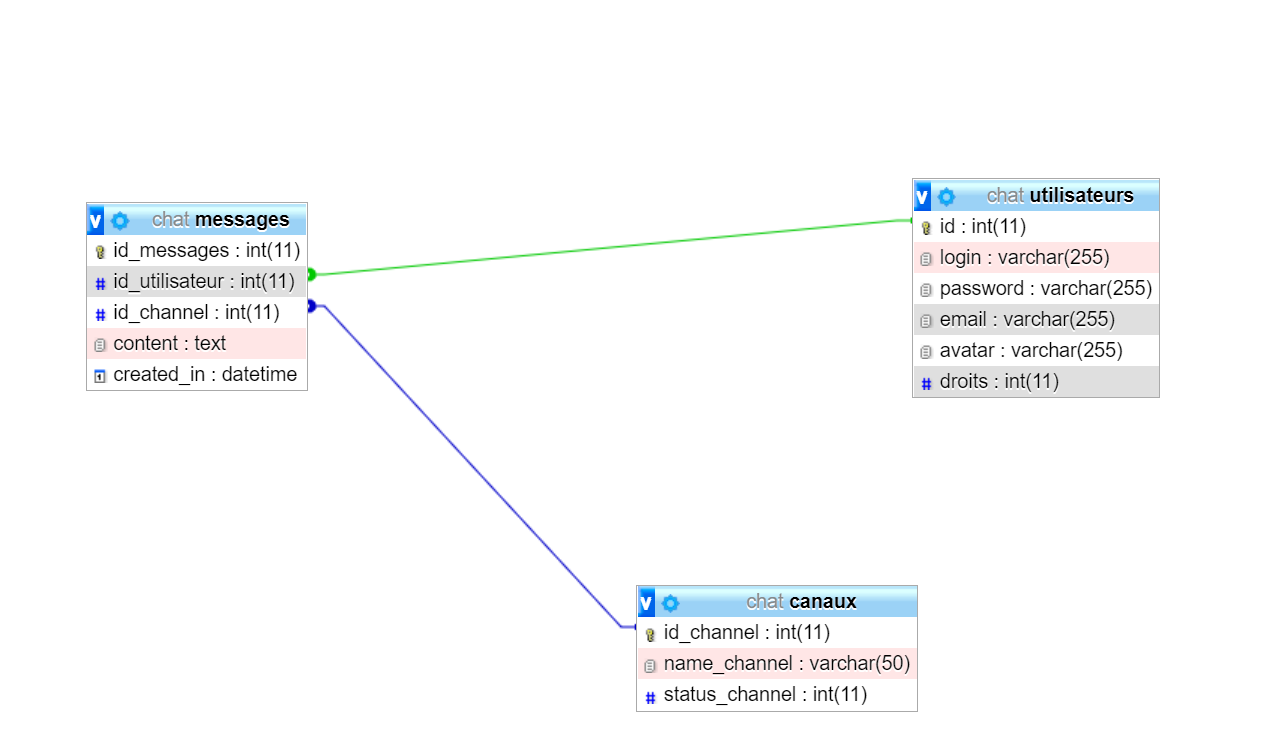 chat messages
id_messages : int(11)
id_utilisateur : int(11)
id_channel : int(11)
content : text
created_in : datetime
chat utilisateurs
id : int(11)
login : varchar(255)
password : varchar(255)
email : varchar(255)
avatar : varchar(255)
droits : int(11)
chat canaux
id_channel : int(11)
name_channel : varchar(50)
status_channel : int(11)